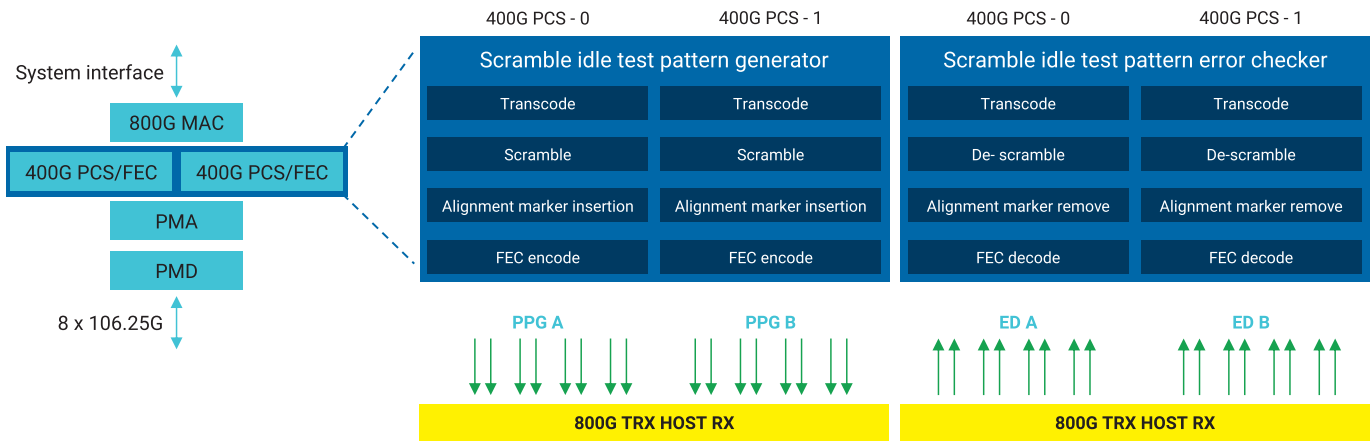 System interface
800G MAC
400G PCS/FEC
400G PCS/FEC
PMA
PMD
8 x 106.25G
400G PCS - 0
400G PCS - 1
Scramble idle test pattern generator
Transcode
Transcode
Scramble
Scramble
Alignment marker insertion
Alignment marker insertion
FEC encode
FEC encode
PPG A
PPG B
800G TRX HOST RX
400G PCS - 0
400G PCS - 1
Scramble idle test pattern error checker
Transcode
Transcode
De- scramble
De-scramble
Alignment marker remove
Alignment marker remove
FEC decode
FEC decode
ED A
ED B
800G TRX HOST RX